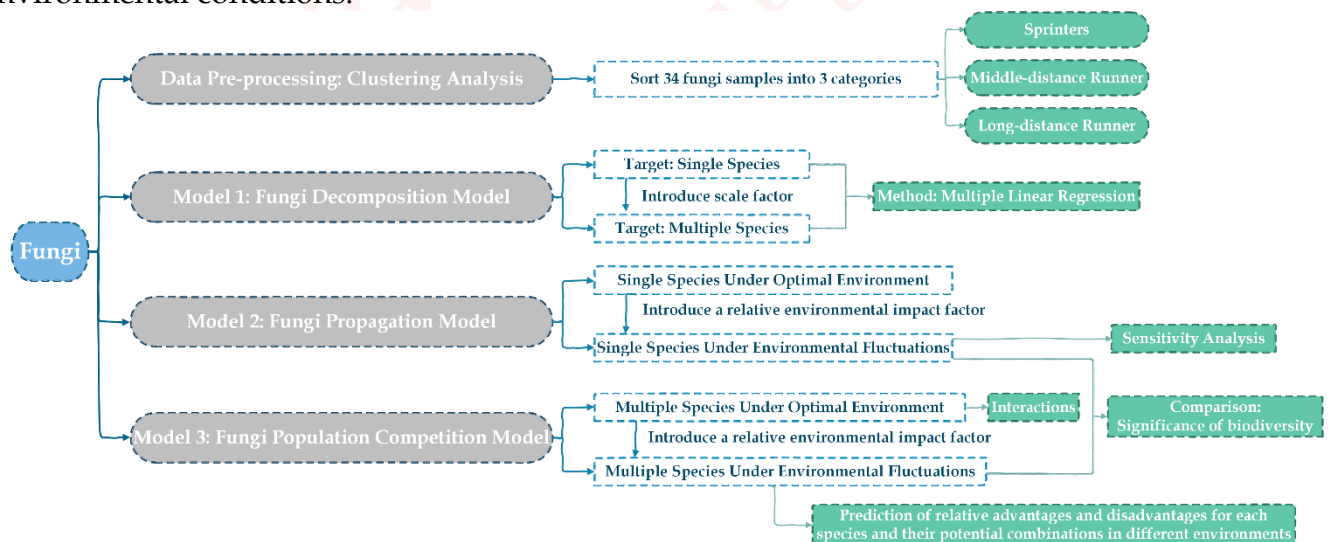 nvironmental conditions.
Sprinters
Data Pre-processing: Clustering Analysis
Sort 34 fungi samples into 3 categories
Middle-distance Runner
Long-distance Runner
Fungi
Model 1: Fungi Decomposition Model
Target: Single Species
Introduce scale factor
Target: Multiple Species
Method: Multiple Linear Regression
Model 2: Fungi Propagation Model
Single Species Under Optimal Environment
Introduce a relative environmental impact factor
Single Species Under Environmental Fluctuations
Sensitivity Analysis
Model 3: Fungi Population Competition Model
Multiple Species Under Optimal Environment
Interactions
Introduce a relative environmental impact factor
Multiple Species Under Environmental Fluctuations
Comparison:
Significance of biodiversity
Prediction of relative advantages and disadvantages for each
species and their potential combinations in different environments